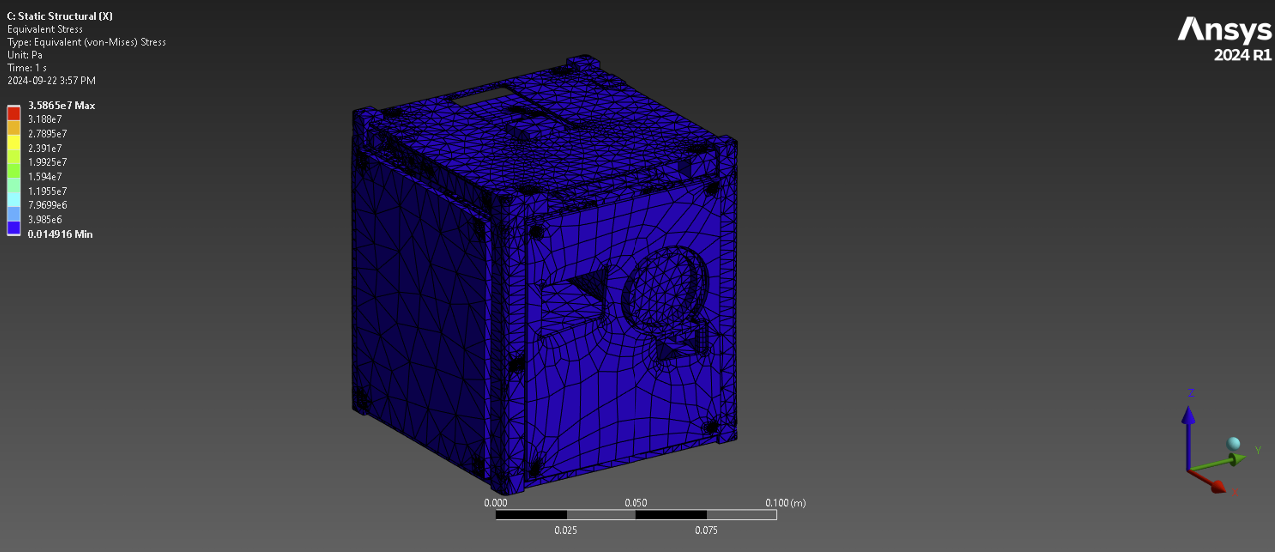 C: Static Structural (X)
Equivalent Stress
Type: Equivalent (von-Mises) Stress
Unit: Pa
Time: 1 s
2024-09-22 3:57 PM
3.5865e7 Max
3.188e7
2.7895e7
2.391e7
1.9925e7
1.594e7
1.1955e7
7.9699e6
3.985e6
0.014916 Min
Ansys
2024 R1
Z
Y
X
0.000
0.050
0.100 (m)
0.025
0.075